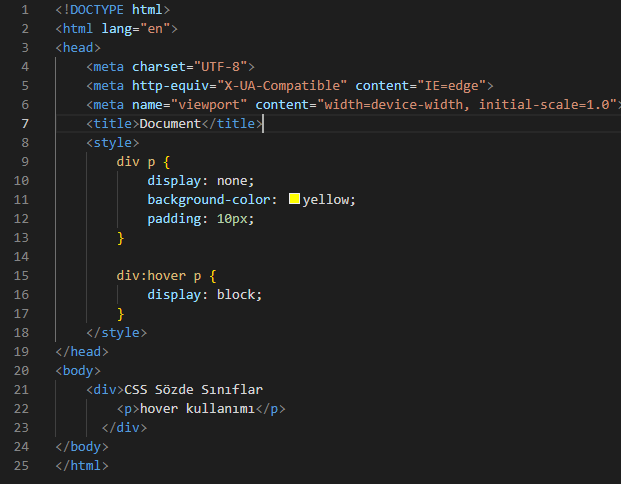 1 <!DOCTYPE html>
2 <html lang="en">
3 <head>
4 <meta charset="UTF-8">
5 <meta http-equiv="X-UA-Compatible" content="IE=edge">
6 <meta name="viewport" content="width=device-width, initial-scale=1.0">
7 <title>Document</title>
8 <style>
9 div p {
10 display: none;
11 background-color: yellow;
12 padding: 10px;
13 }
14
15 div:hover p {
16 display: block;
17 }
18 </style>
19 </head>
20 <body>
21 <div>CSS Sözde Sınıflar
22 <p>hover kullanımı</p>
23 </div>
24 </body>
25 </html>